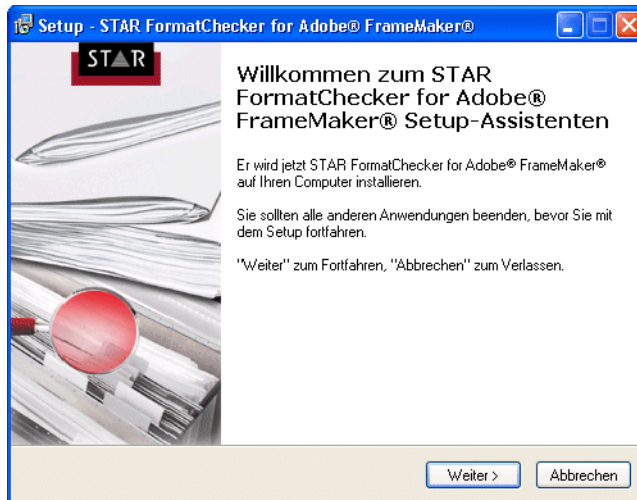 Setup - STAR FormatChecker for Adobe® FrameMaker®
STAR
Willkommen zum STAR
FormatChecker for Adobe®
FrameMaker® Setup-Assistenten
Er wird jetzt STAR FormatChecker for Adobe® FrameMaker®
auf Ihren Computer installieren.
Sie sollten alle anderen Anwendungen beenden, bevor Sie mit
dem Setup fortfahren.
"Weiter" zum Fortfahren, "Abbrechen" zum Verlassen.
Weiter >
Abbrechen